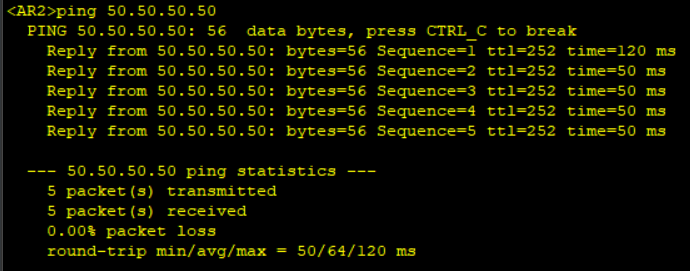 <AR2>ping 50.50.50.50
PING 50.50.50.50: 56  data bytes, press CTRL_C to break
Reply from 50.50.50.50: bytes=56 Sequence=1 ttl=252 time=120 ms
Reply from 50.50.50.50: bytes=56 Sequence=2 ttl=252 time=50 ms
Reply from 50.50.50.50: bytes=56 Sequence=3 ttl=252 time=50 ms
Reply from 50.50.50.50: bytes=56 Sequence=4 ttl=252 time=50 ms
Reply from 50.50.50.50: bytes=56 Sequence=5 ttl=252 time=50 ms
--- 50.50.50.50 ping statistics ---
5 packet(s) transmitted
5 packet(s) received
0.00% packet loss
round-trip min/avg/max = 50/64/120 ms